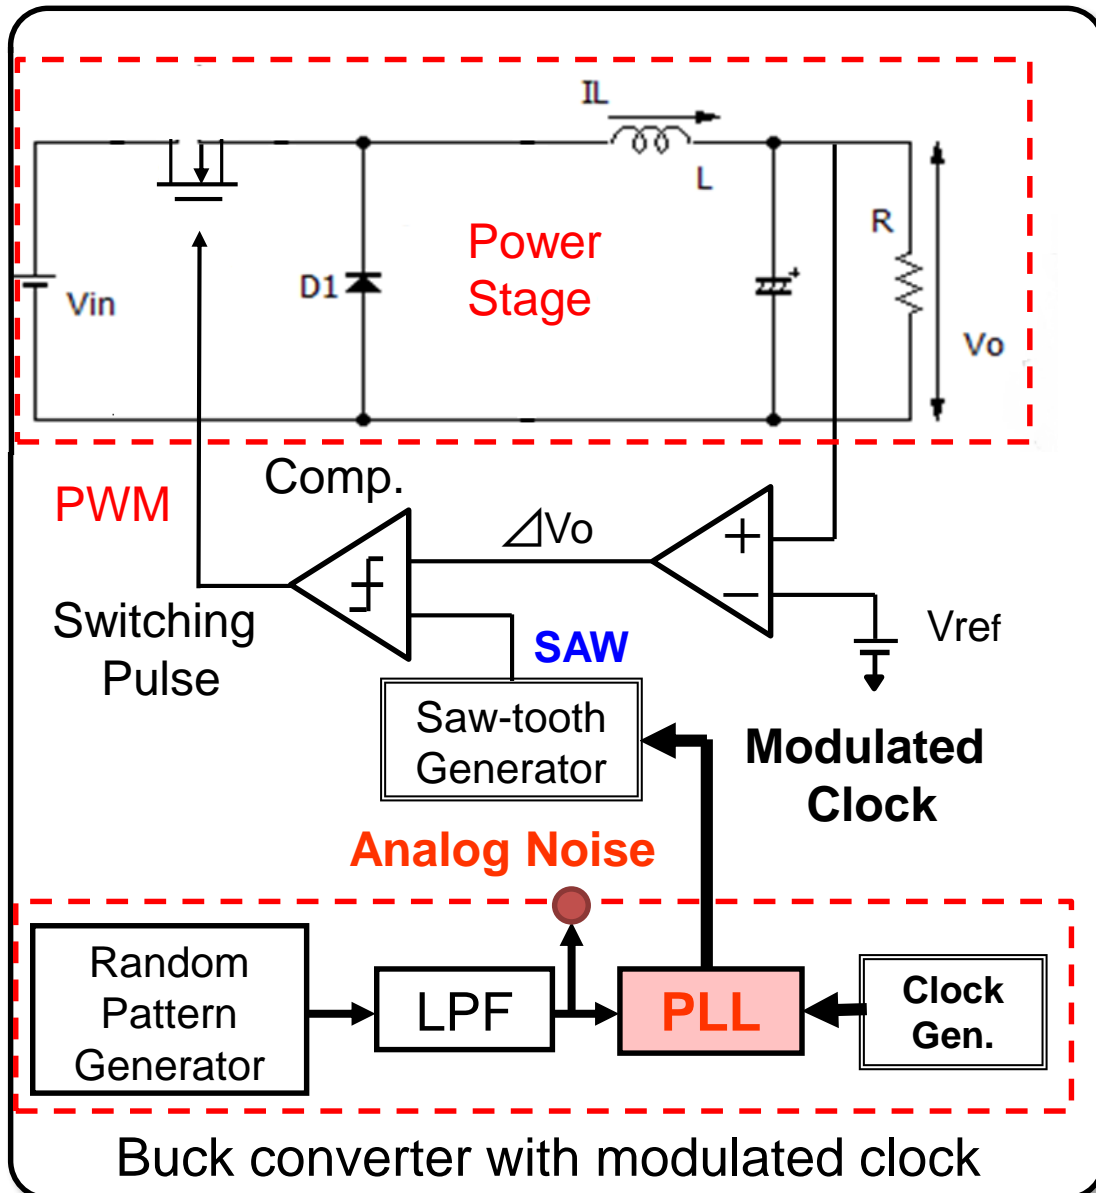 IL
L
R
Power
Stage
D1
Vin
+
Vo
Comp.
PWM
⊿Vo
+
−
Switching
Pulse
SAW
Vref
Saw-tooth
Generator
Modulated
Clock
Analog Noise
Random
Pattern
Generator
LPF
PLL
Clock
Gen.
Buck converter with modulated clock